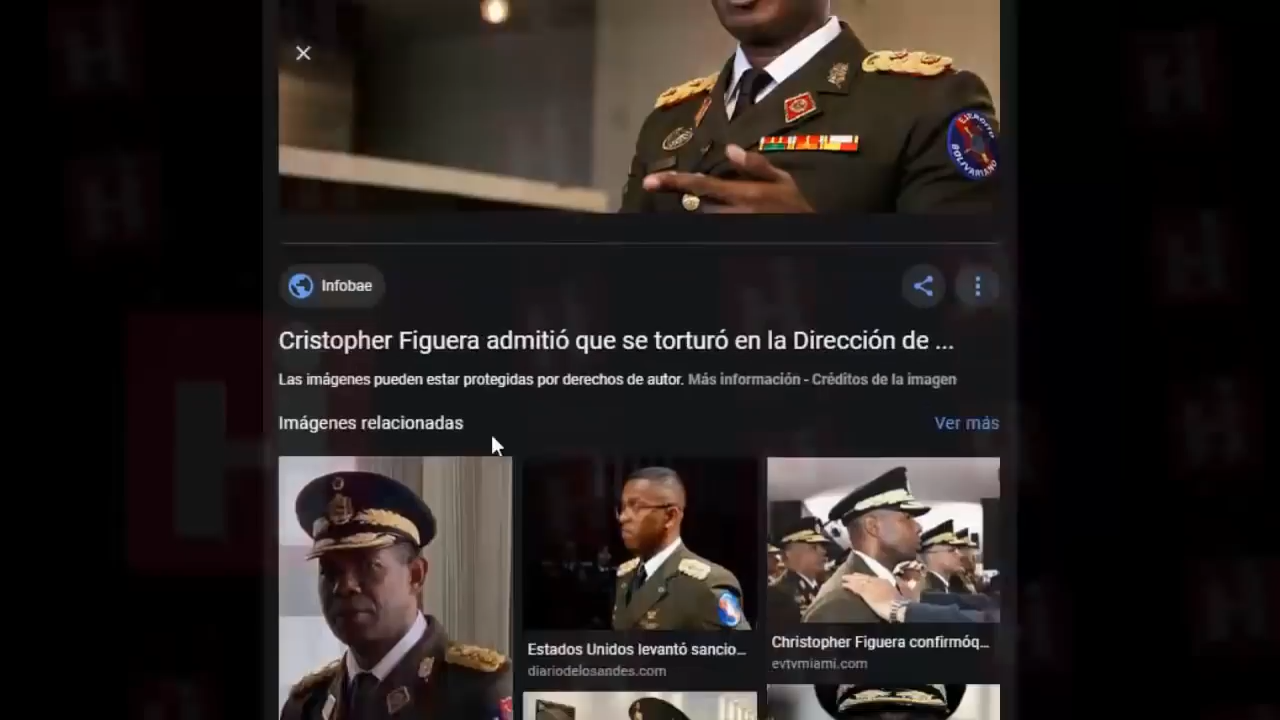 EJERCITO
BOLIVARIANO
Infobae
Cristopher Figuera admitió que se torturó en la Dirección de ...
Las imágenes pueden estar protegidas por derechos de autor. Más información - Créditos de la imagen
Imágenes relacionadas
Ver más
Estados Unidos levantó sancio...
diariodelosandes.com
Christopher Figuera confirmóq...
evtvmiami.com